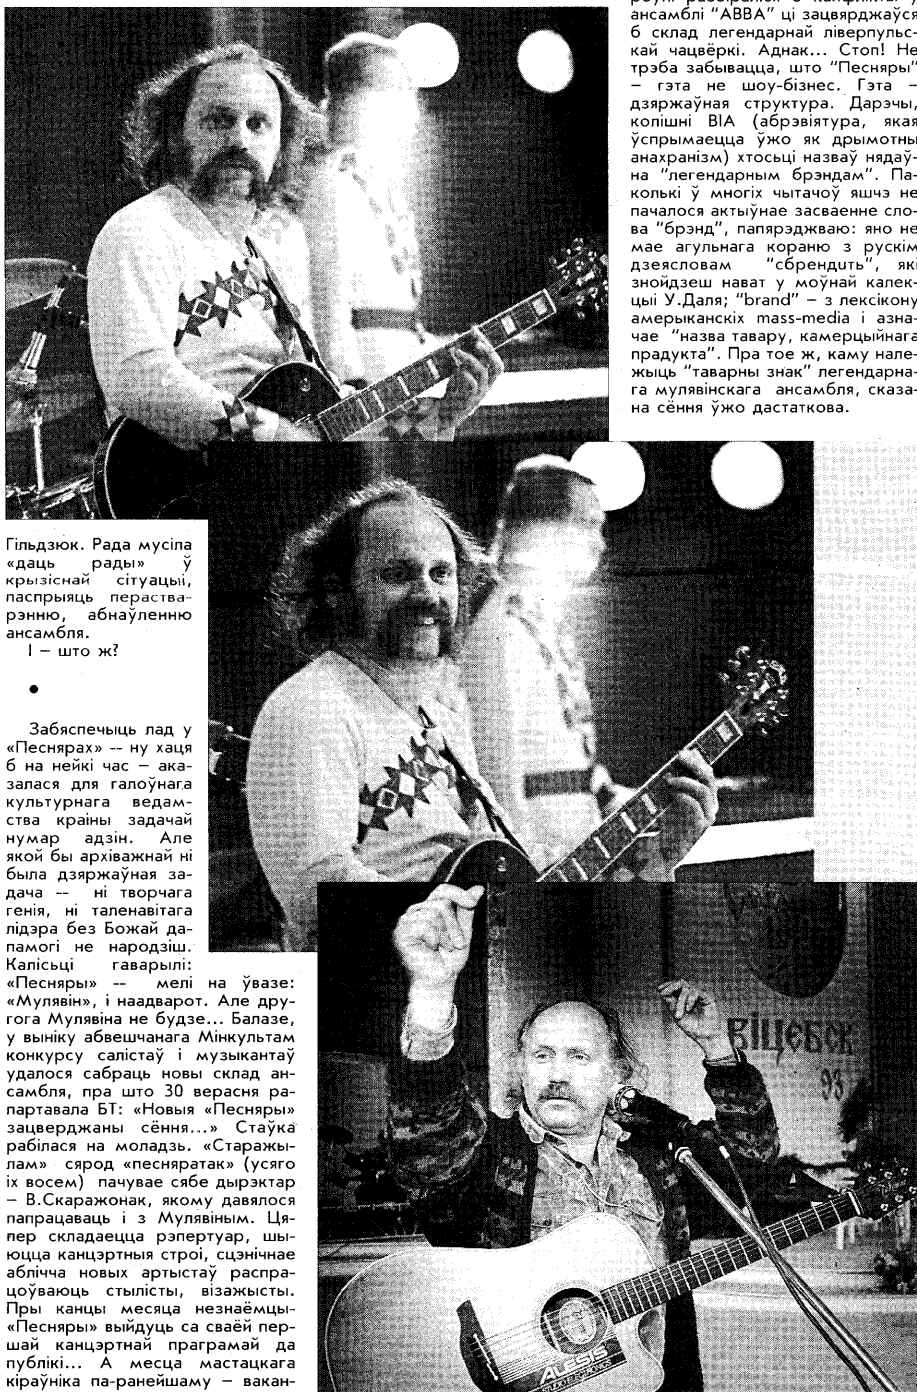 ансамблі "АВВА" ці зацвярджаўся
б склад легендарнай ліверпульс-
кай чацвёркі. Аднак... Стоп! Не
трэба забывацца, што "Песняры"
– гэта не шоу-бізнес. Гэта –
дзяржаўная структура. Дарэчы,
колішні ВІА (абрэвіятура, якая
ўспрымаецца ўжо як дрымотны
анахранізм) хтосьці назваў нядаў-
на "легендарным брэндам". Па-
колькі ў многіх чытачоў яшчэ не
пачалося актыўнае засваенне сло-
ва "брэнд", папярэджваю: яно не
мае агульнага кораню з рускім
дзеясловам "сбрендить", які
знойдзеш нават у моўнай калек-
цыі У.Даля; "brand" – з лексікону
амерыканскіх mass-media і азна-
чае "назва тавару, камерцыйнага
прадукта". Пра тое ж, каму нале-
жыць "таварны знак" легендарна-
га мулявінскага ансамбля, сказа-
на сёння ўжо дастаткова.
Гільдзюк. Рада мусіла
«даць рады» ў
крызіснай сітуацыі,
паспрыяць пераства-
рэнню, абнаўленню
ансамбля.
І – што ж?
●
Забяспечыць лад у
«Песнярах» -- ну хаця
б на нейкі час – ака-
залася для галоўнага
культурнага ведам-
ства краіны задачай
нумар адзін. Але
якой бы архіважнай ні
была дзяржаўная за-
дача -- ні творчага
генія, ні таленавітага
лідэра без Божай да-
памогі не народзіш.
Калісьці гаварылі:
«Песняры» -- мелі на ўвазе:
«Мулявін», і наадварот. Але дру-
гога Мулявіна не будзе... Балазе,
у выніку абвешчанага Мінкультам
конкурсу салістаў і музыкантаў
удалося сабраць новы склад ан-
самбля, пра што 30 верасня ра-
партавала БТ: «Новыя «Песняры»
зацверджаны сёння...» Стаўка
рабілася на моладзь. «Старажы-
лам» сярод «песняратак» (усяго
іх восем) пачувае сябе дырэктар
– В.Скаражонак, якому давялося
папрацаваць і з Мулявіным. Ця-
пер складаецца рэпертуар, шы-
юцца канцэртныя строі, сцэнічнае
аблічча новых артыстаў распра-
цоўваюць стылісты, візажысты.
Пры канцы месяца незнаёмцы-
«Песняры» выйдуць са сваёй пер-
шай канцэртнай праграмай да
публікі... А месца мастацкага
кіраўніка па-ранейшаму – вакан-
ВІЦЕБСК
93
ALESIS
STUDIO ELECTRONICS